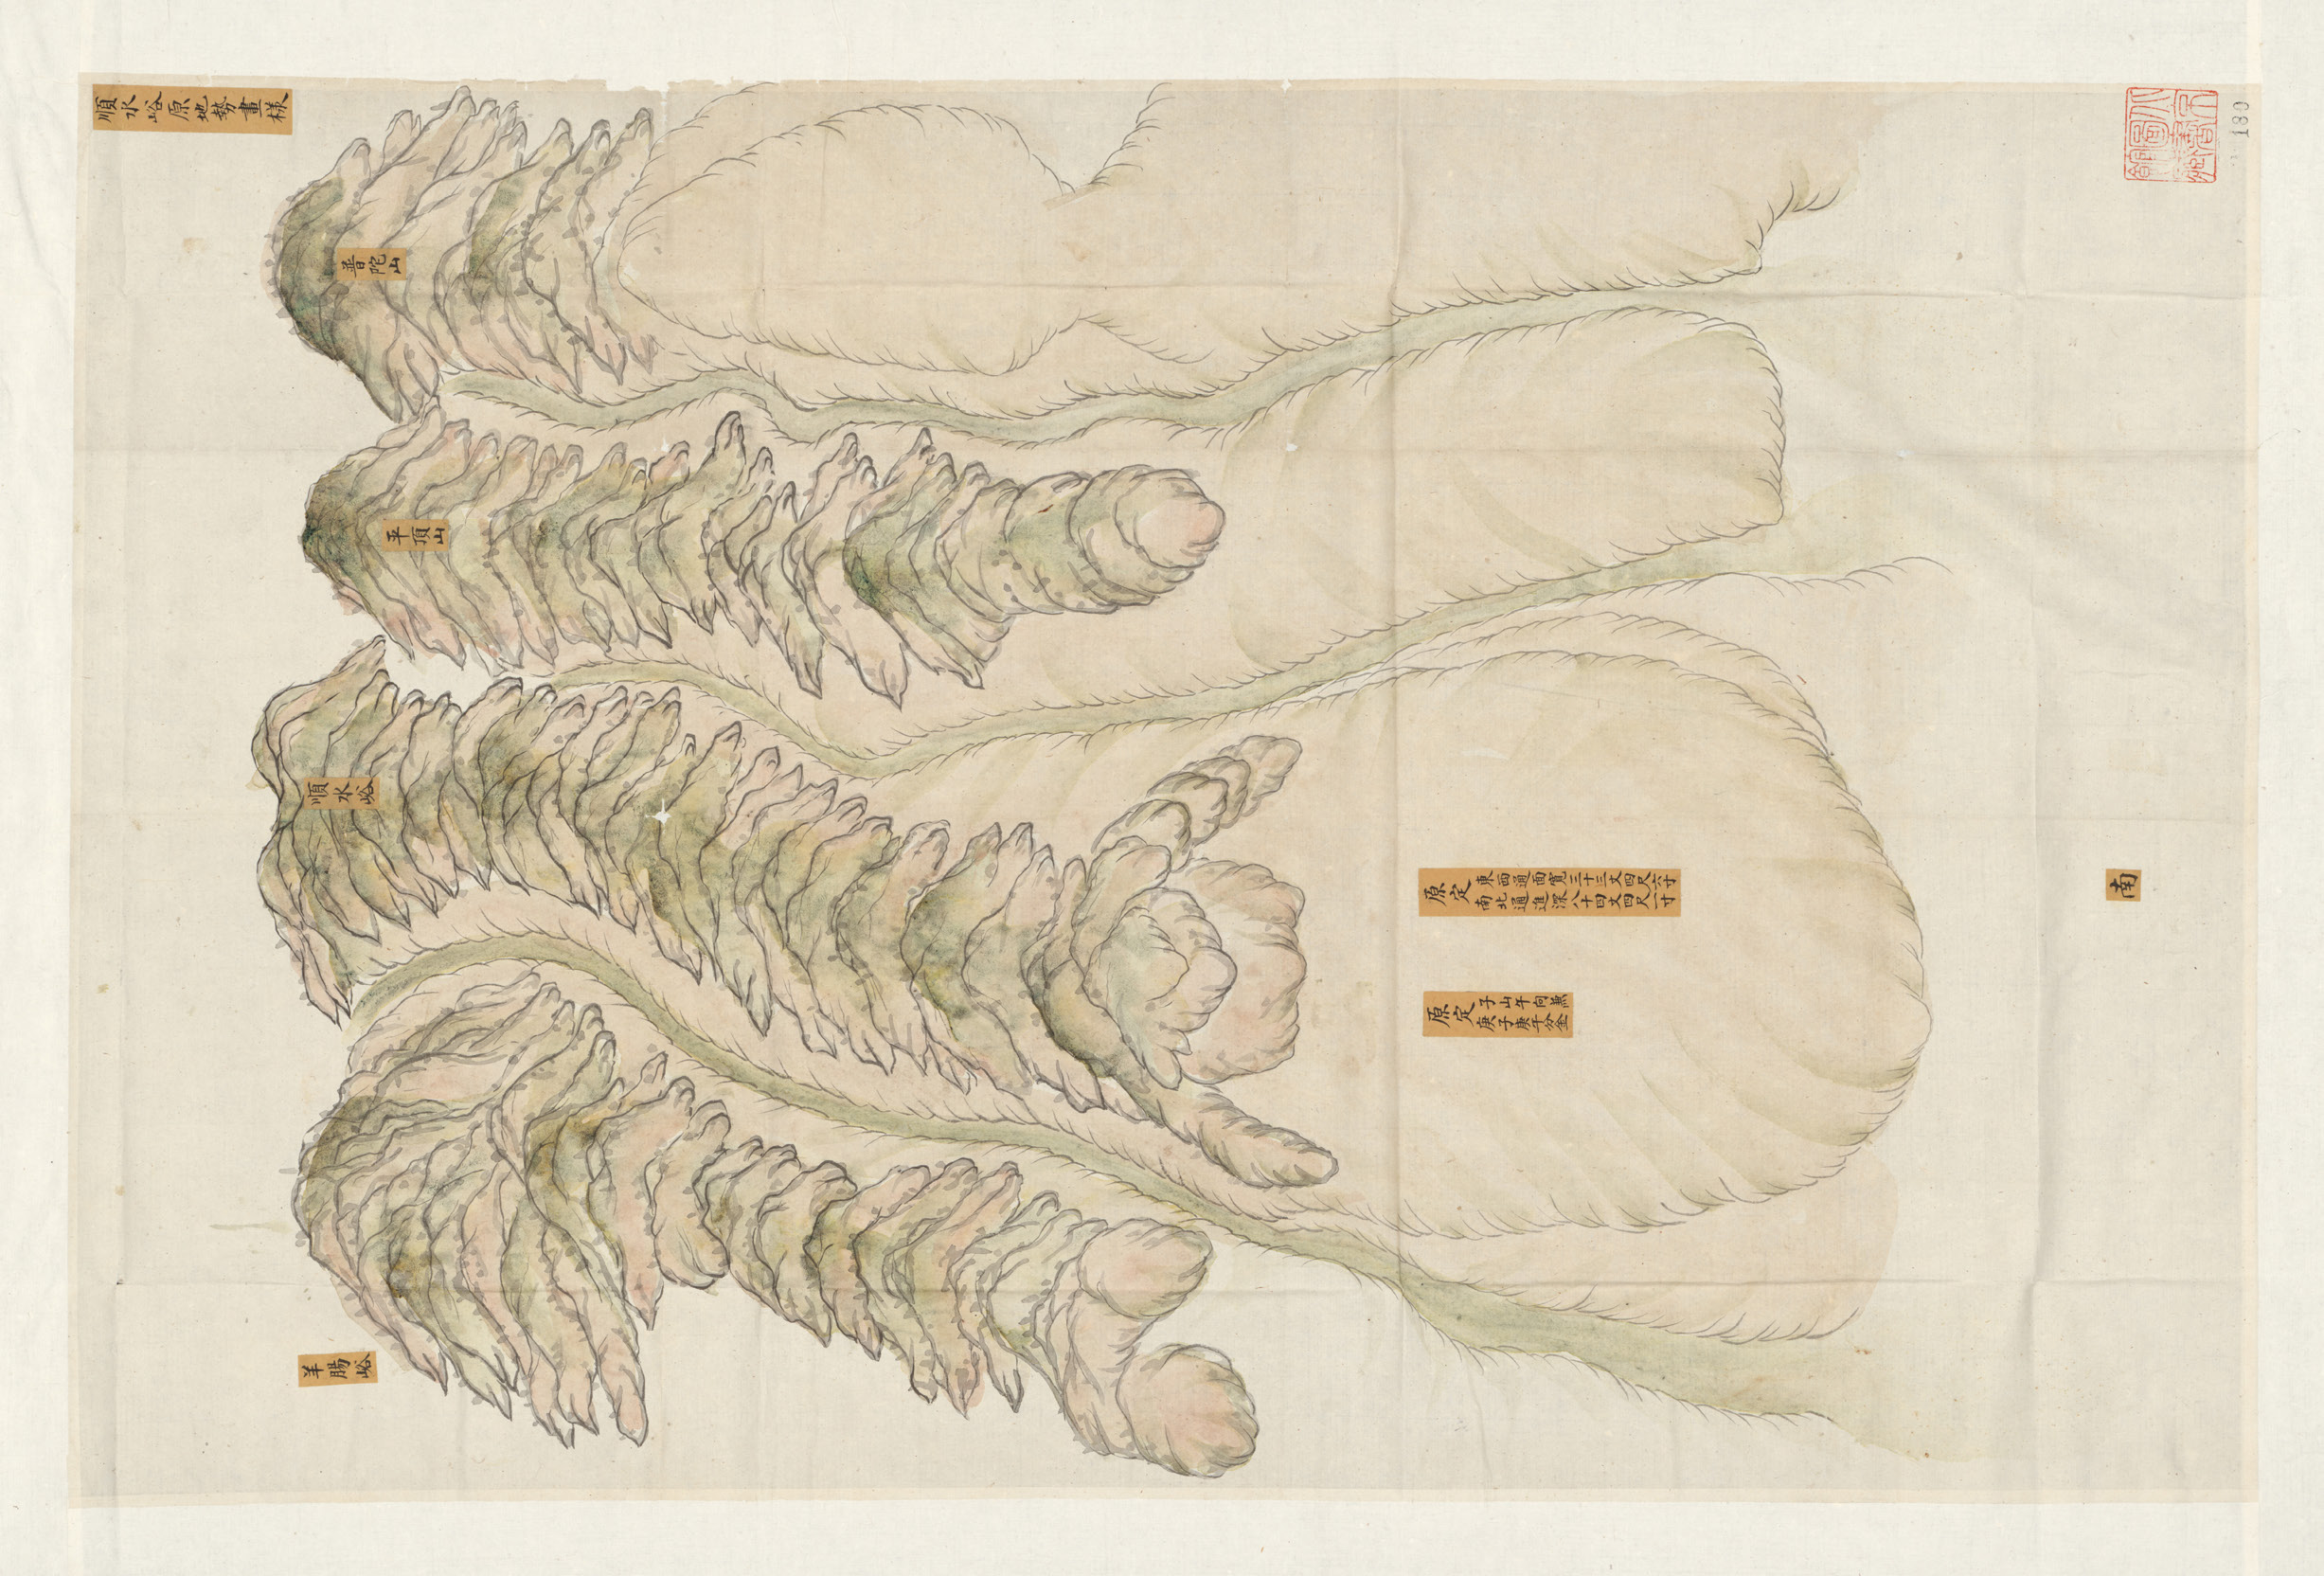 順水峪原地勢畫樣
普陀山
平頂山
順水峪
羊腸峪
原定
東西通面寬三十三丈四尺六寸
南北通進深八十四丈四尺一寸
原定
子山午向兼
庚子庚午分金
南
180